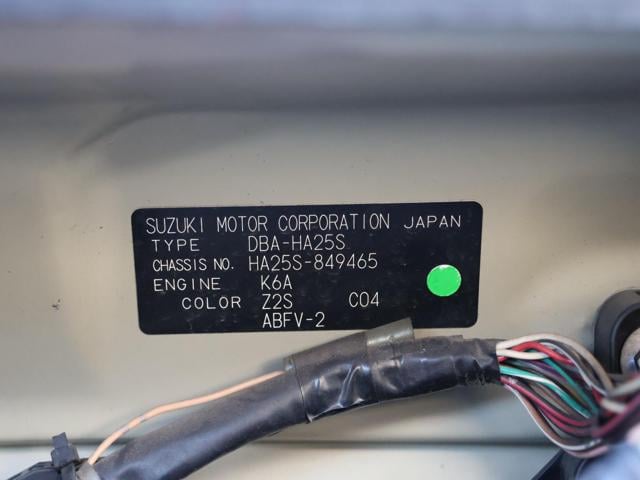 SUZUKI MOTOR CORPORATION JAPAN
TYPE DBA-HA25S
CHASSIS NO. HA25S-849465
ENGINE K6A
COLOR Z2S C04
ABFV-2